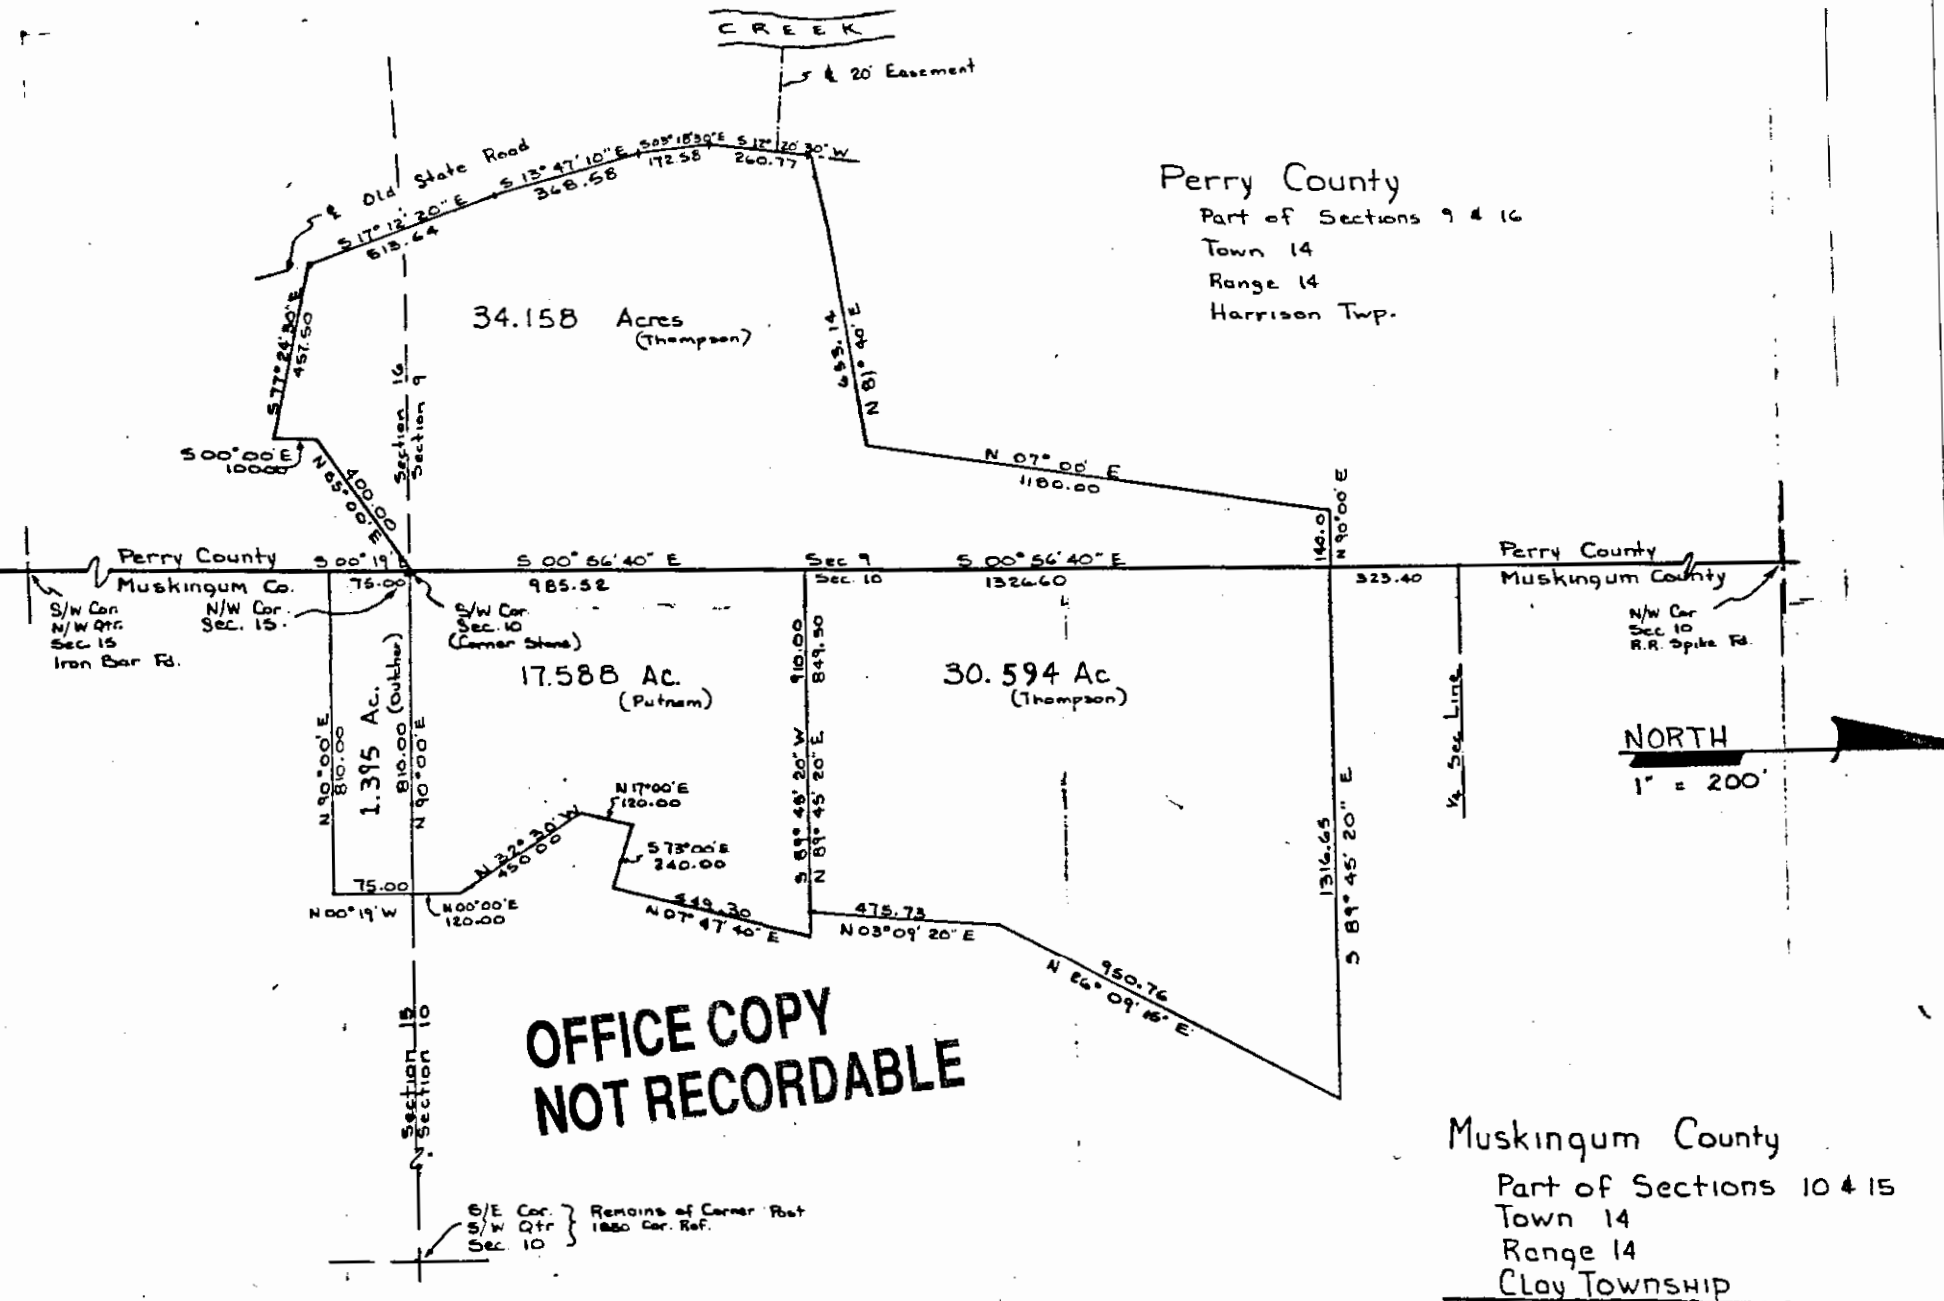 CREEK
℄ 20' Easement
℄ Old State Road
S 17° 12' 20" E
513.64
S 13° 47' 10" E
368.58
S 03° 18' 30" E
172.58
S 12° 20' 30" W
260.77
Perry County
Part of Sections 9 & 16
Town 14
Range 14
Harrison Twp.
34.158 Acres
(Thompson)
S 77° 24' 30" E
457.50
Section 16
Section 9
653.14
N 81° 40' E
S 00° 00' E
100.00
400.00
N 07° 00' E
1180.00
140.0
N 90° 00' E
Perry County
Muskingum Co.
S 00° 19'
75.00
S 00° 56' 40" E
985.52
Sec 9
Sec. 10
S 00° 56' 40" E
1326.60
323.40
Perry County
Muskingum County
S/W Cor.
N/W Qtr.
Sec 15
Iron Bar Fd.
N/W Cor.
Sec. 15.
S/W Cor.
Sec. 10
(Corner Stone)
N/W Cor
Sec 10
R.R. Spike Fd.
17.588 Ac.
(Putnam)
30.594 Ac
(Thompson)
1.395 Ac.
(Outcher)
N 90° 00' E
810.00
810.00
N 90° 00' E
910.00
849.50
S 89° 45' 20" W
N 89° 45' 20" E
¼ Sec Line
NORTH
1" = 200'
N 17° 00' E
120.00
N 32° 30' W
450.00
S 73° 00' E
240.00
1316.65
S 89° 45' 20" E
75.00
N 00° 19' W
N 00° 00' E
120.00
N 07° 47' 40" E
475.73
N 03° 09' 20" E
950.76
N 26° 09' 15" E
OFFICE COPY
NOT RECORDABLE
Section 15
Section 10
S/E Cor.
S/W Qtr
Sec. 10
Remains of Corner Post
1880 Cor. Ref.
Muskingum County
Part of Sections 10 & 15
Town 14
Range 14
Clay Township